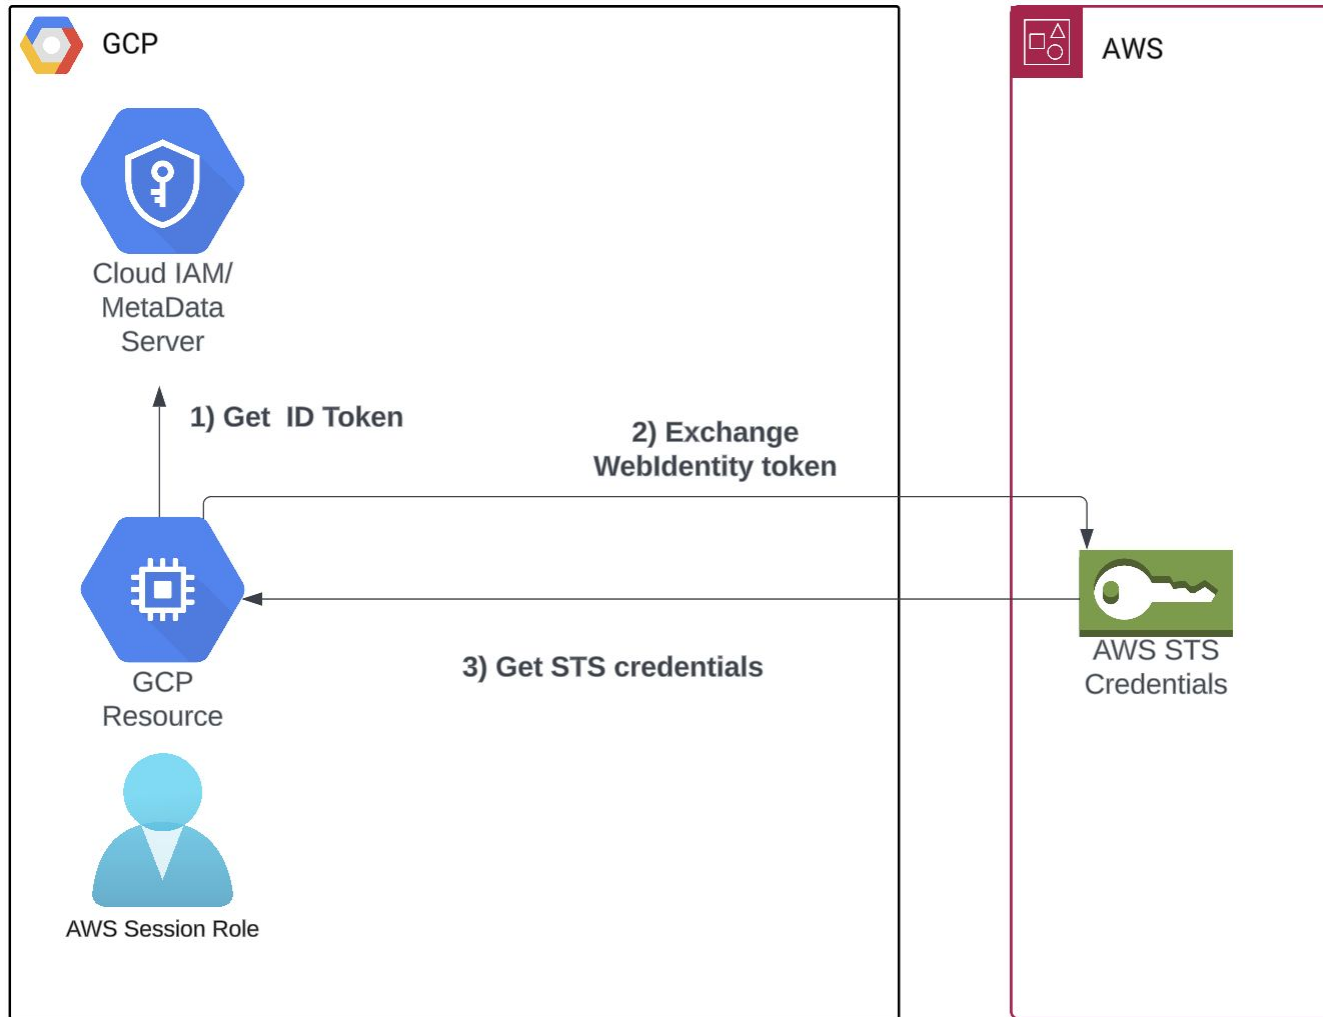 GCP
AWS
Cloud IAM/
MetaData
Server
1) Get  ID Token
2) Exchange
WebIdentity token
3) Get STS credentials
GCP
Resource
AWS STS
Credentials
AWS Session Role